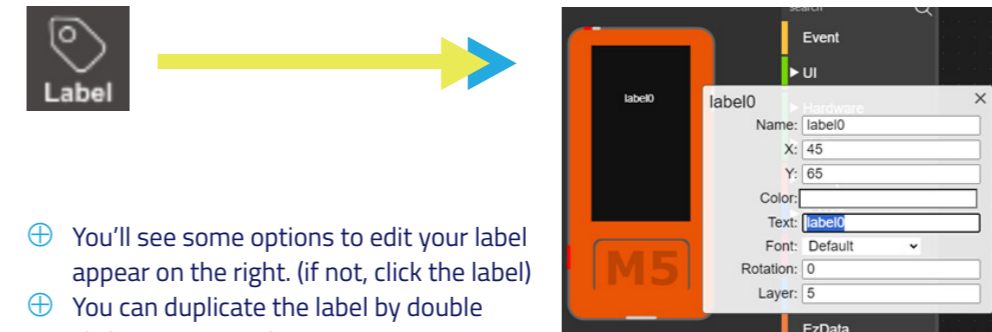 Label
search
Event
UI
label0
label0
Hardware
Name: label0
X: 45
Y: 65
Color:
Text: label0
Font: Default
Rotation: 0
Layer: 5
M5
EzData
You'll see some options to edit your label
appear on the right. (if not, click the label)
You can duplicate the label by double